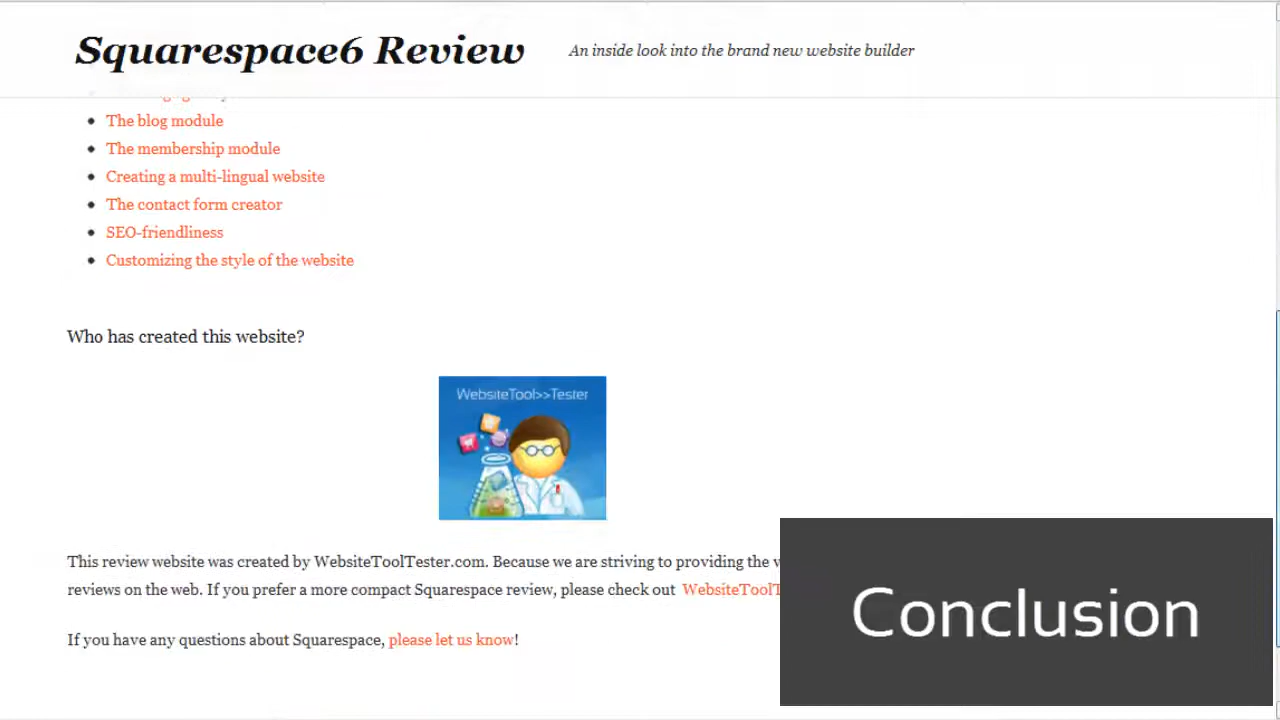 Squarespace6 Review
An inside look into the brand new website builder
The blog module
The membership module
Creating a multi-lingual website
The contact form creator
SEO-friendliness
Customizing the style of the website
Who has created this website?
WebsiteTool>>Tester
This review website was created by WebsiteToolTester.com. Because we are striving to providing the
reviews on the web. If you prefer a more compact Squarespace review, please check out WebsiteToolT
If you have any questions about Squarespace, please let us know!
Conclusion